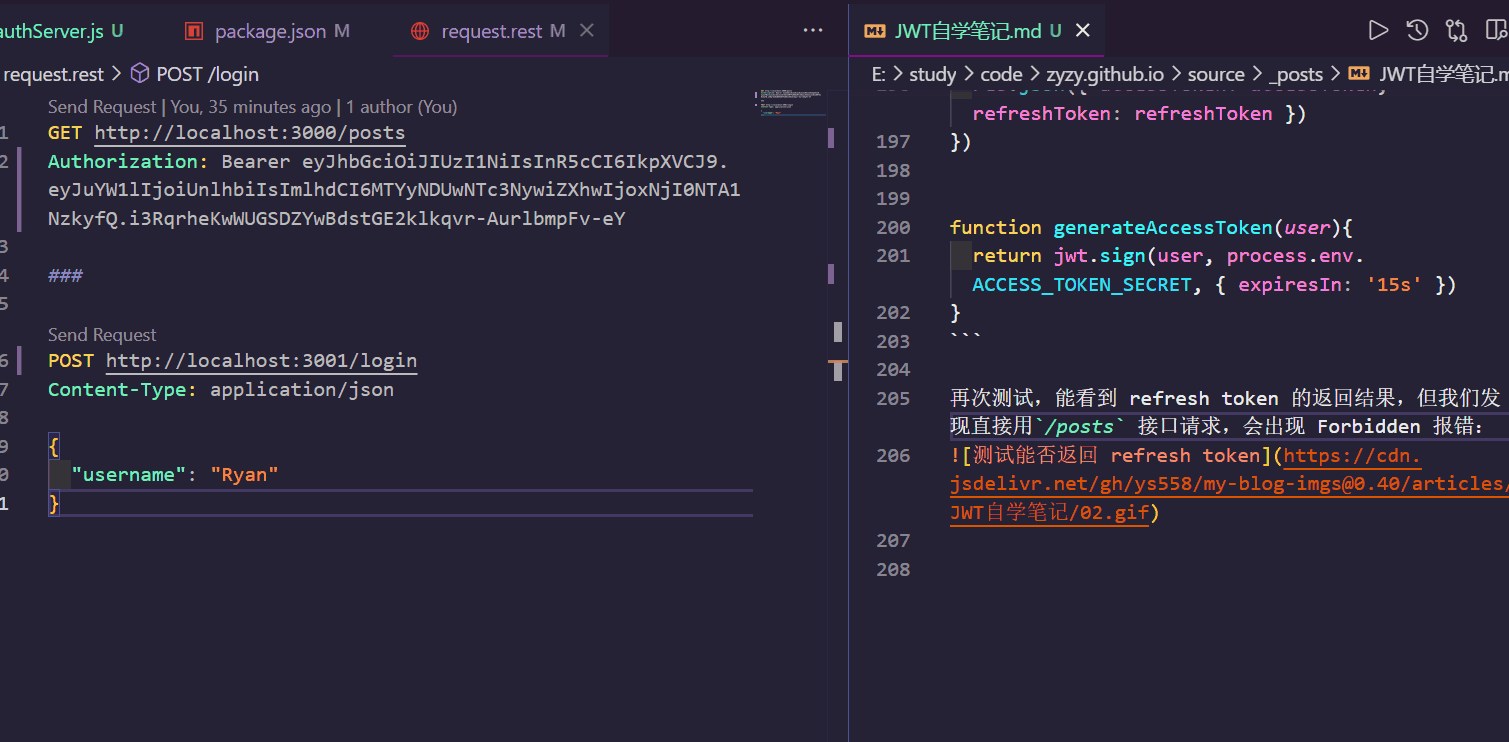 authServer.js U
package.json M
request.rest M
request.rest > POST /login
Send Request | You, 35 minutes ago | 1 author (You)
1 GET http://localhost:3000/posts
2 Authorization: Bearer eyJhbGciOiJIUzI1NiIsInR5cCI6IkpXVCJ9.
eyJuYW1lIjoiUnlhbiIsImlhdCI6MTYyNDUwNTc3NywiZXhwIjoxNjI0NTA1
NzkyfQ.i3RqrheKwWUGSDZYwBdstGE2klkqvr-AurlbmpFv-eY
3
4 ###
5
Send Request
6 POST http://localhost:3001/login
7 Content-Type: application/json
8
9 {
0 "username": "Ryan"
1 }
JWT自学笔记.md U
E: > study > code > zyzy.github.io > source > _posts > JWT自学笔记.m
refreshToken: refreshToken })
197 })
198
199
200 function generateAccessToken(user){
201 return jwt.sign(user, process.env.
ACCESS_TOKEN_SECRET, { expiresIn: '15s' })
202 }
203 ```
204
205 再次测试，能看到 refresh token 的返回结果，但我们发
现直接用`/posts` 接口请求，会出现 Forbidden 报错：
206 ![测试能否返回 refresh token](https://cdn.
jsdelivr.net/gh/ys558/my-blog-imgs@0.40/articles/
JWT自学笔记/02.gif)
207
208